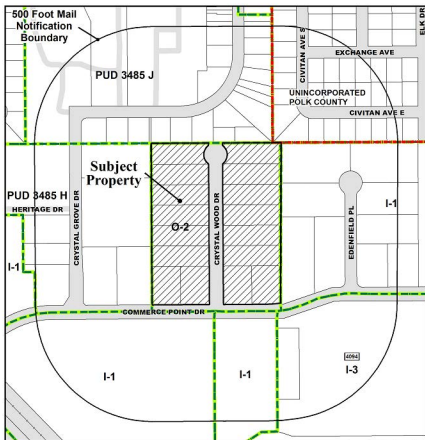 500 Foot Mail
Notification
Boundary
PUD 3485 J
CIVITAN AVE S
ELK DR
EXCHANGE AVE
UNINCORPORATED
POLK COUNTY
CIVITAN AVE E
Subject
Property
PUD 3485 H
HERITAGE DR
CRYSTAL GROVE DR
O-2
CRYSTAL WOOD DR
EDENFIELD PL
I-1
I-1
COMMERCE POINT DR
I-1
I-1
4094
I-3